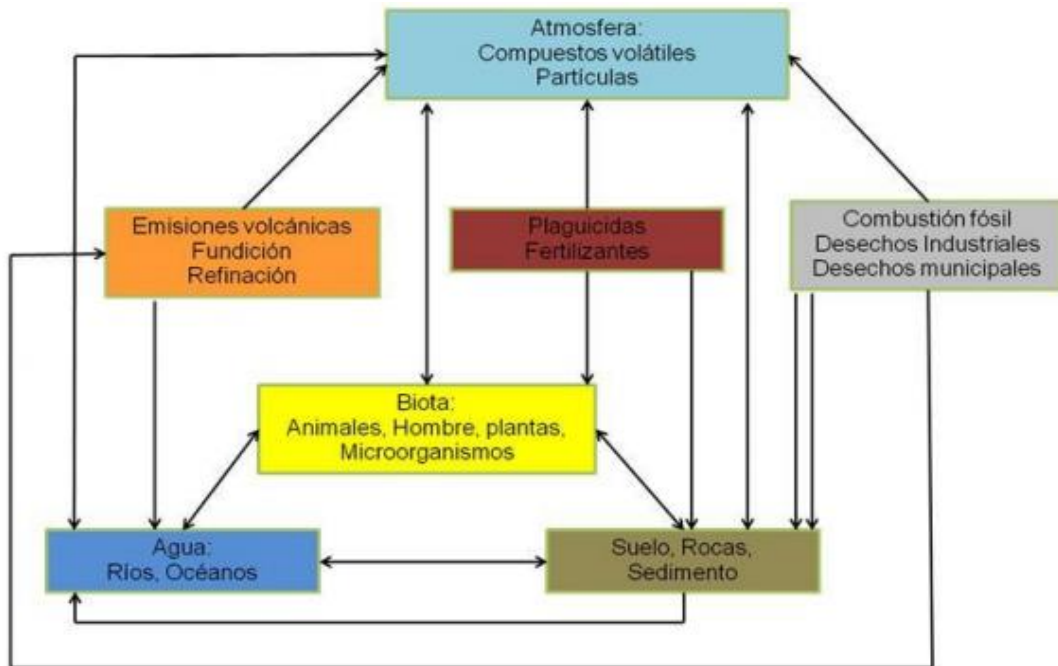 Atmosfera:
Compuestos volátiles
Partículas
Emisiones volcánicas
Fundición
Refinación
Plaguicidas
Fertilizantes
Combustión fósil
Desechos Industriales
Desechos municipales
Biota:
Animales, Hombre, plantas,
Microorganismos
Agua:
Ríos, Océanos
Suelo, Rocas,
Sedimento